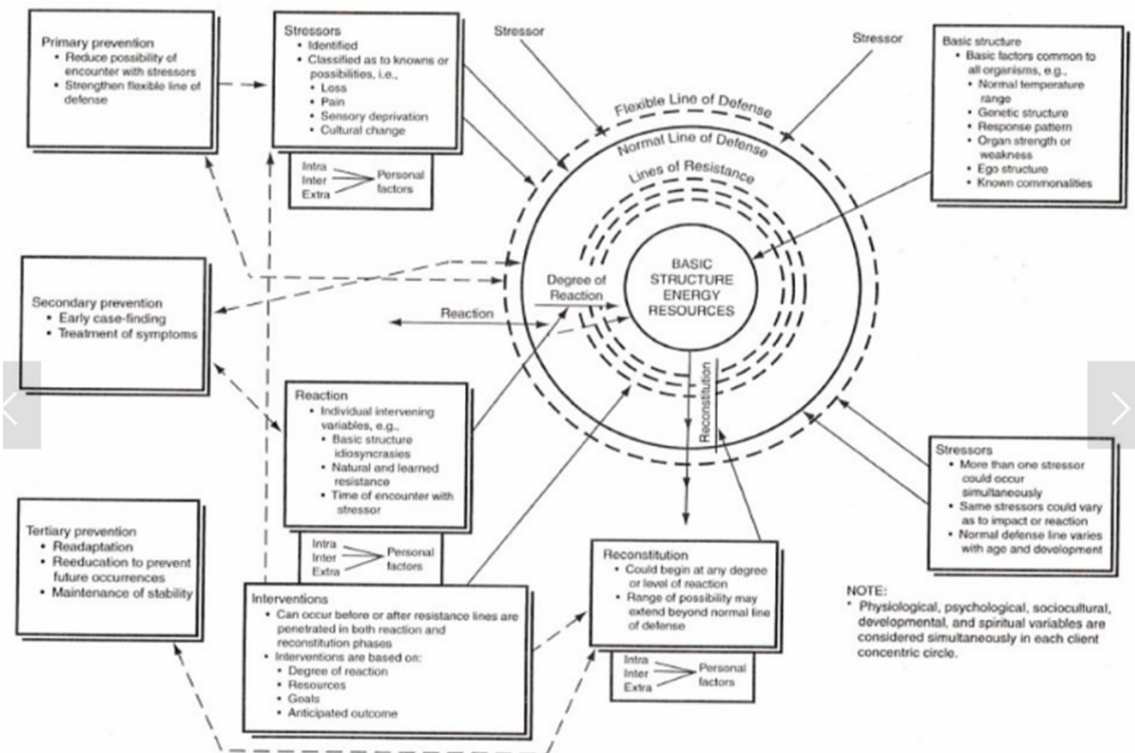 Primary prevention
• Reduce possibility of
encounter with stressors
• Strengthen flexible line of
defense
Stressors
• Identified
• Classified as to knowns or
possibilities, i.e.,
• Loss
• Pain
• Sensory deprivation
• Cultural change
Intra
Inter
Extra
Personal
factors
Stressor
Stressor
Basic structure
• Basic factors common to
all organisms, e.g.,
• Normal temperature
range
• Genetic structure
• Response pattern
• Organ strength or
weakness
• Ego structure
• Known commonalities
Flexible Line of Defense
Normal Line of Defense
Lines of Resistance
BASIC
STRUCTURE
ENERGY
RESOURCES
Degree of
Reaction
Reaction
Reconstitution
Secondary prevention
• Early case-finding
• Treatment of symptoms
Reaction
• Individual intervening
variables, e.g.,
• Basic structure
idiosyncrasies
• Natural and learned
resistance
• Time of encounter with
stressor
Intra
Inter
Extra
Personal
factors
Stressors
• More than one stressor
could occur
simultaneously
• Same stressors could vary
as to impact or reaction
• Normal defense line varies
with age and development
Tertiary prevention
• Readaptation
• Reeducation to prevent
future occurrences
• Maintenance of stability
Interventions
• Can occur before or after resistance lines are
penetrated in both reaction and
reconstitution phases
• Interventions are based on:
• Degree of reaction
• Resources
• Goals
• Anticipated outcome
Reconstitution
• Could begin at any degree
or level of reaction
• Range of possibility may
extend beyond normal line
of defense
Intra
Inter
Extra
Personal
factors
NOTE:
* Physiological, psychological, sociocultural,
developmental, and spiritual variables are
considered simultaneously in each client
concentric circle.